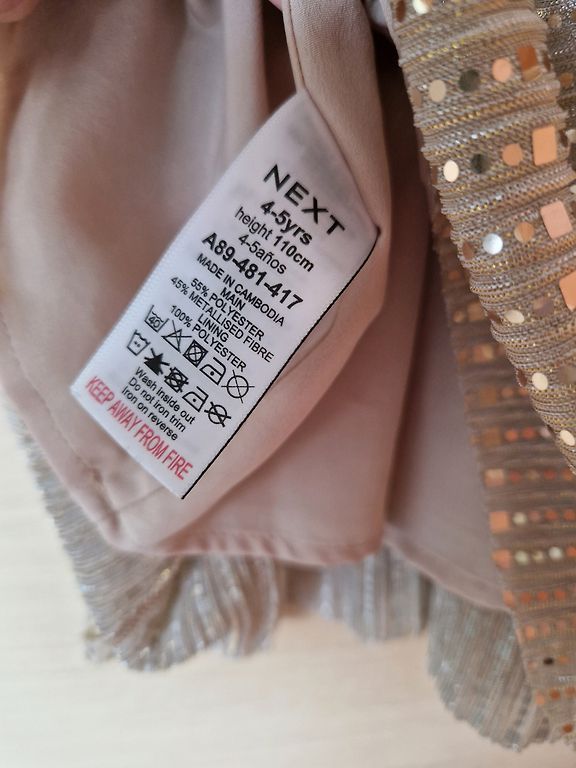 NEXT
4-5yrs
height 110cm
4-5años
A89-481-417
MADE IN CAMBODIA
MAIN
55% POLYESTER
45% METALLISED FIBRE
LINING
100% POLYESTER
40
Wash inside out
Do not iron trim
Iron on reverse
KEEP AWAY FROM FIRE